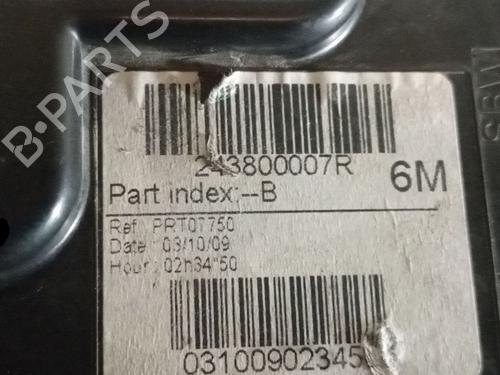 243800007R
Part index:--B
6M
Ref : PRT07750
Date : 03/10/09
Hour : 02h34"50
03100902345
B-PARTS